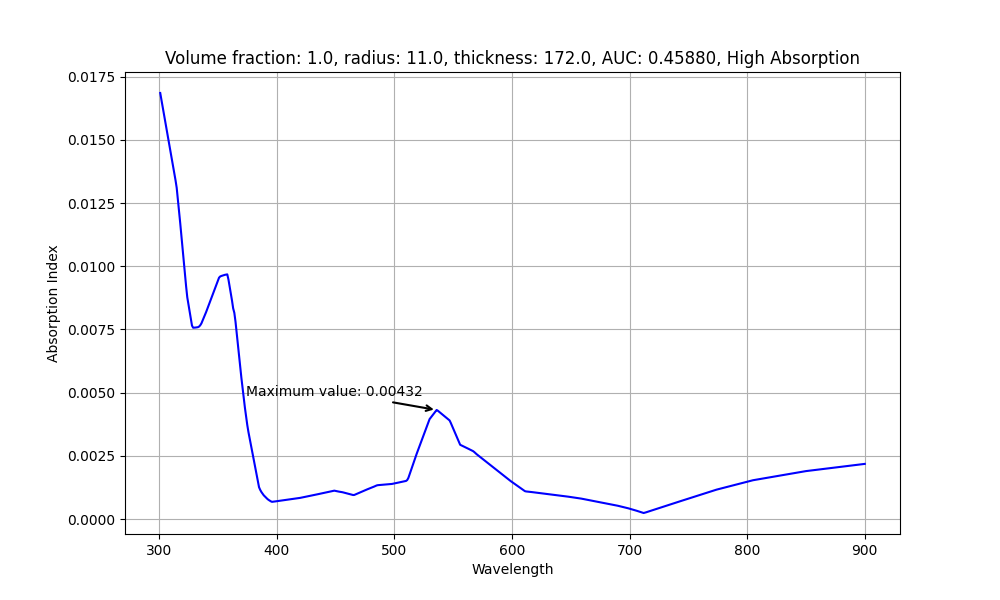 Volume fraction: 1.0, radius: 11.0, thickness: 172.0, AUC: 0.45880, High Absorption
0.0175
0.0150
0.0125
0.0100
0.0075
0.0050
0.0025
0.0000
Absorption Index
Maximum value: 0.00432
300 400 500 600 700 800 900
Wavelength